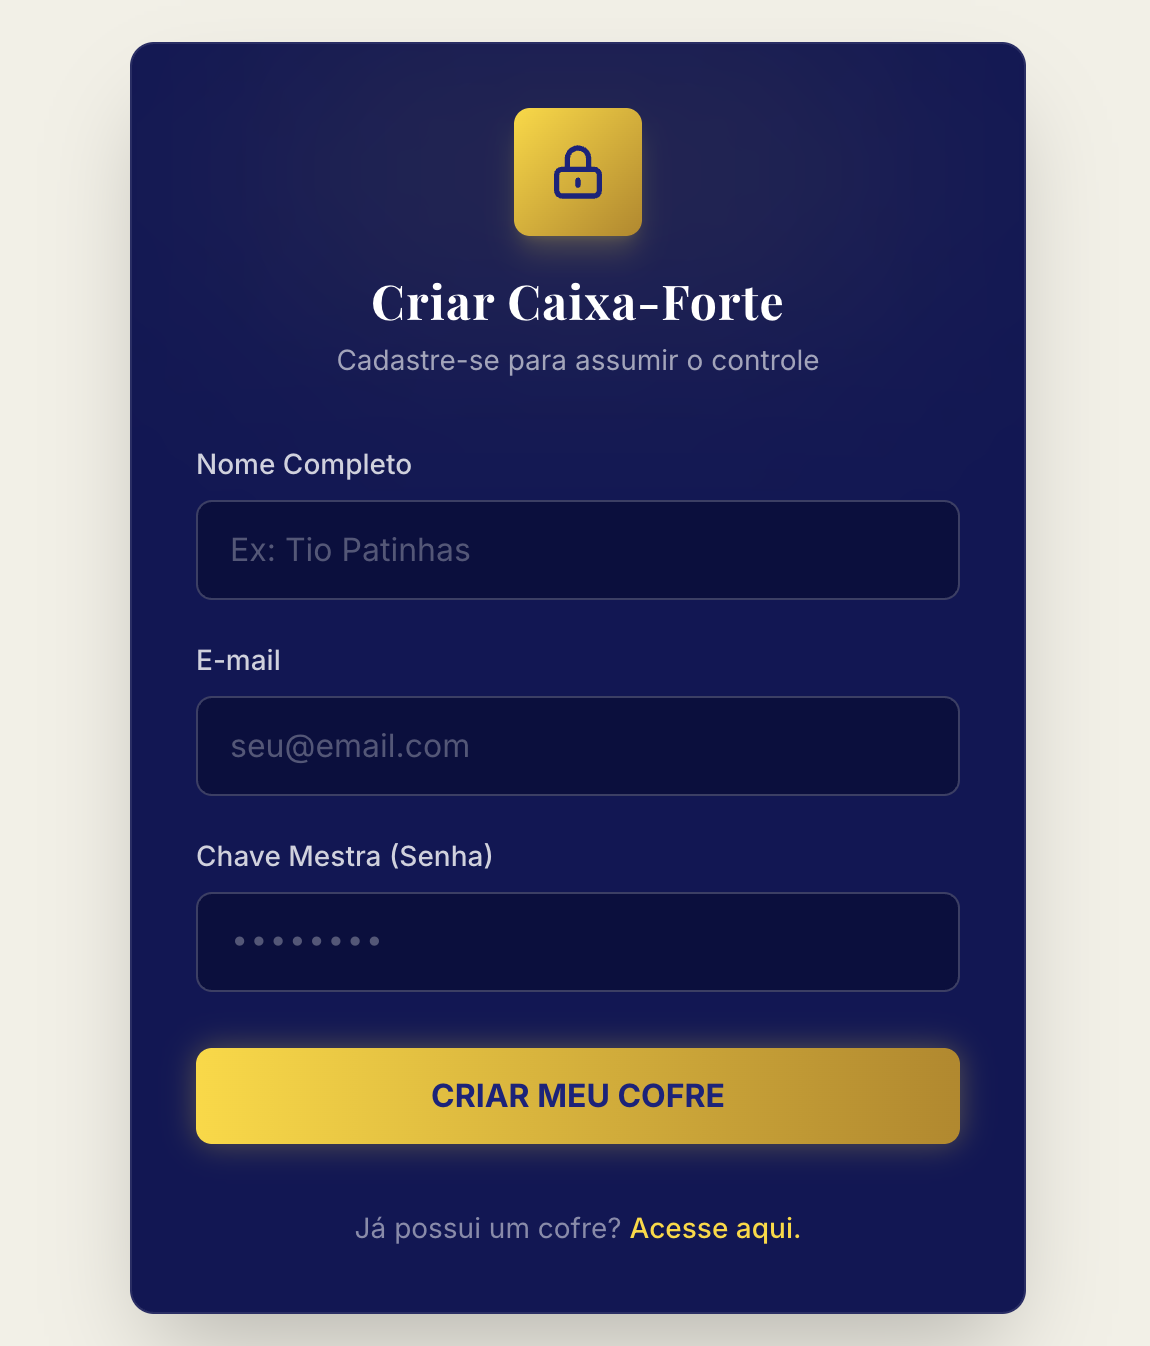 Criar Caixa-Forte
Cadastre-se para assumir o controle
Nome Completo
Ex: Tio Patinhas
E-mail
seu@email.com
Chave Mestra (Senha)
••••••••
CRIAR MEU COFRE
Já possui um cofre? Acesse aqui.